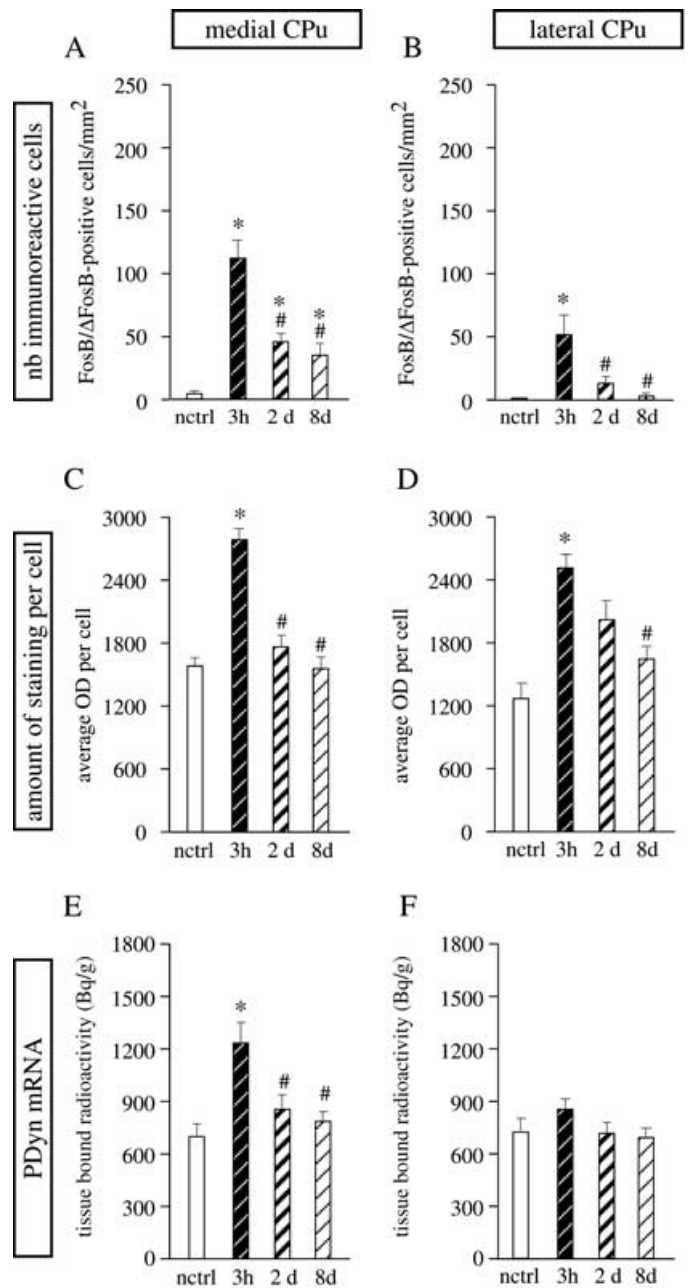 medial CPu
lateral CPu
nb immunoreactive cells
A
FosB/ΔFosB-positive cells/mm²
250
200
150
100
50
0
*
*
#
*
#
nctrl 3h 2 d 8d
B
FosB/ΔFosB-positive cells/mm²
250
200
150
100
50
0
*
#
#
nctrl 3h 2 d 8d
amount of staining per cell
C
average OD per cell
3000
2400
1800
1200
600
0
*
#
#
nctrl 3h 2 d 8d
D
average OD per cell
3000
2400
1800
1200
600
0
*
#
nctrl 3h 2 d 8d
PDyn mRNA
E
tissue bound radioactivity (Bq/g)
1800
1500
1200
900
600
300
0
*
#
#
nctrl 3h 2 d 8d
F
tissue bound radioactivity (Bq/g)
1800
1500
1200
900
600
300
0
nctrl 3h 2 d 8d